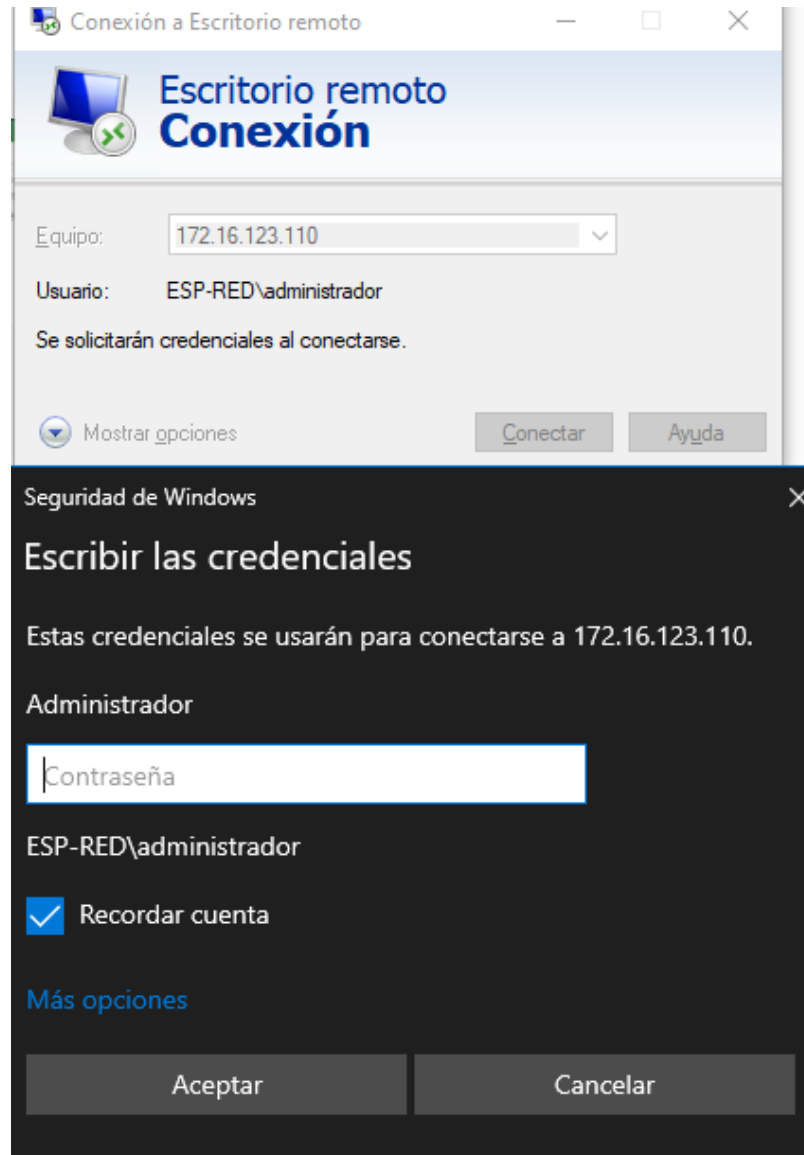 Conexión a Escritorio remoto
Escritorio remoto
Conexión
Equipo: 172.16.123.110
Usuario: ESP-RED\administrador
Se solicitarán credenciales al conectarse.
Mostrar opciones Conectar Ayuda
Seguridad de Windows
Escribir las credenciales
Estas credenciales se usarán para conectarse a 172.16.123.110.
Administrador
Contraseña
ESP-RED\administrador
Recordar cuenta
Más opciones
Aceptar Cancelar